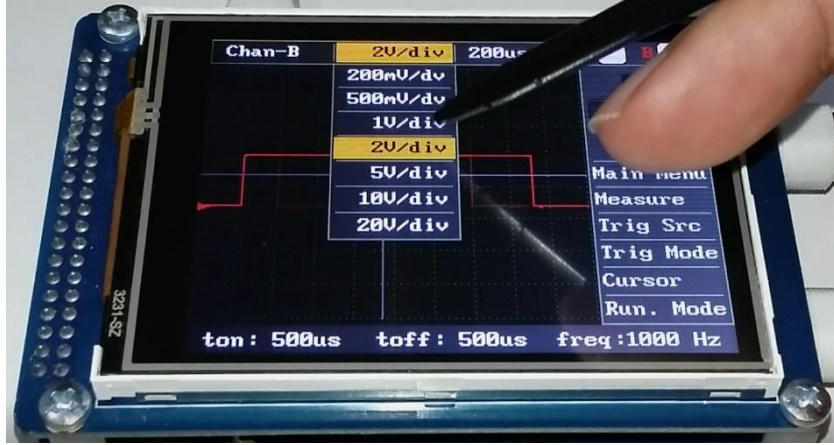 Chan-B 2V/div 200us B
200mV/dv
500mV/dv
1V/div
2V/div
5V/div
10V/div
20V/div
Main Menu
Measure
Trig Src
Trig Mode
Cursor
Run. Mode
ton: 500us toff: 500us freq:1000 Hz
3231-SZ